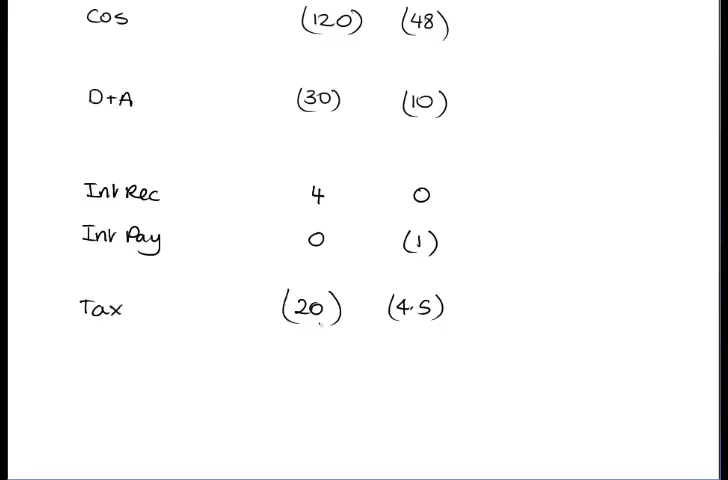 Cos (120) (48)
D+A (30) (10)
Int Rec 4 0
Int Pay 0 (1)
Tax (20) (4.5)